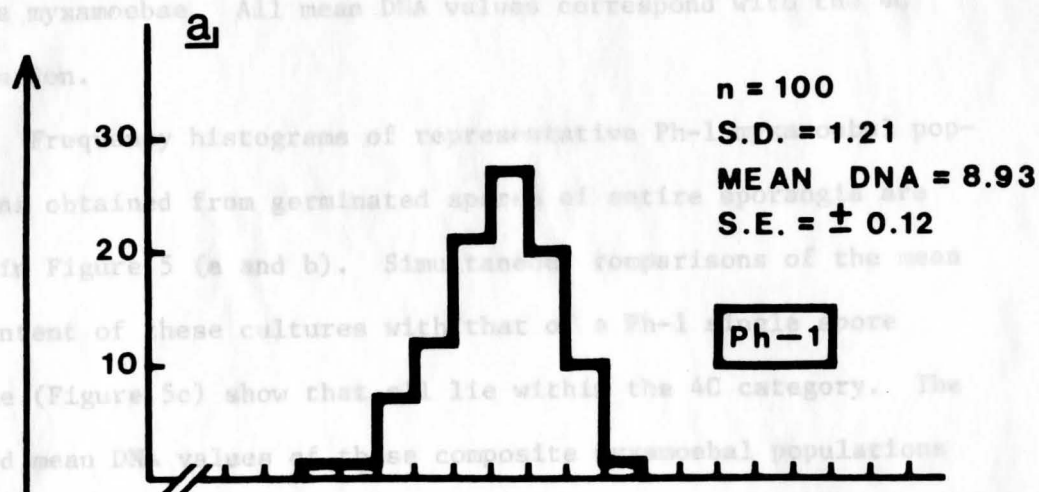 myxamoebae. All mean DNA values correspond with the 4C
a
on.
n = 100
30
Frequency histograms of representative Ph-1 myxamoebal pop-
S.D. = 1.21
obtained from germinated spores of entire sporangia are
MEAN DNA = 8.93
S.E. = ± 0.12
20
in Figure 5 (a and b). Simultaneous comparisons of the mean
ntent of these cultures with that of a Ph-1 single spore
Ph-1
10
e (Figure 5c) show that all lie within the 4C category. The
d mean DNA values of these composite myxamoebal populations